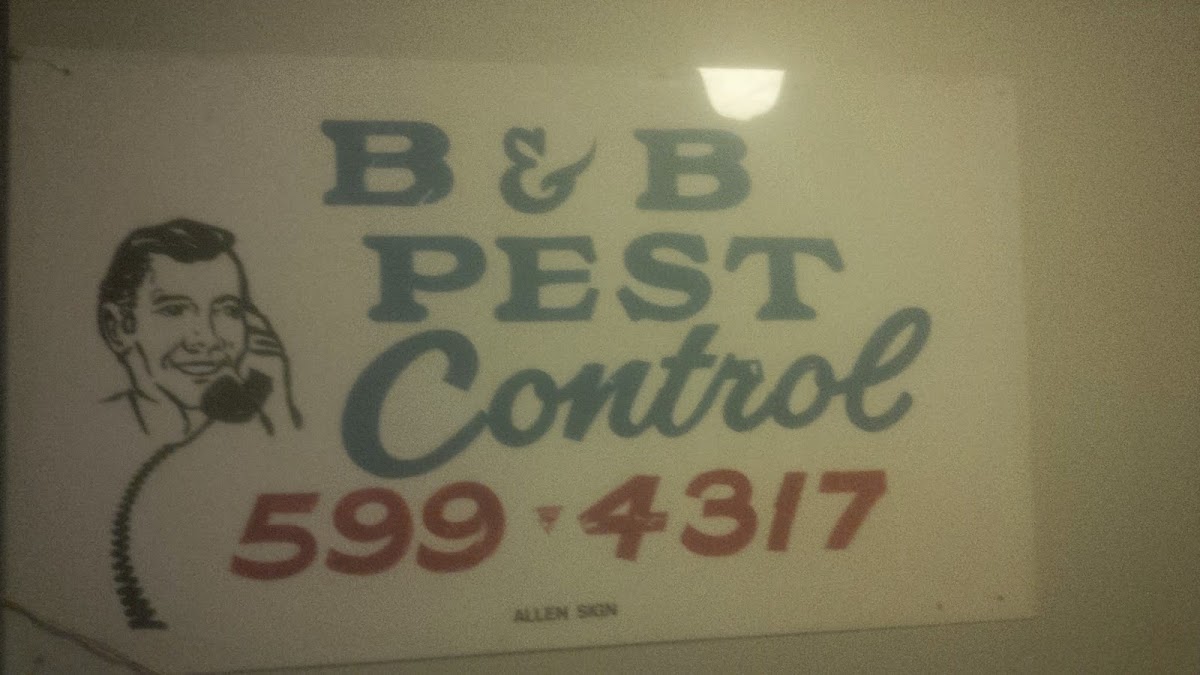 B & B
PEST
Control
599-4317
ALLEN SIGN